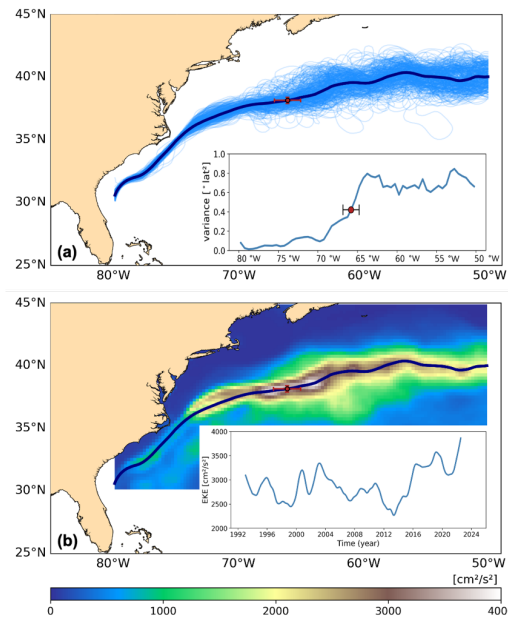 45°N
40°N
35°N
30°N
25°N
(a)
variance [ ° lat²]
1.0
0.8
0.6
0.4
0.2
0.0
80 °W 75 °W 70 °W 65 °W 60 °W 55 °W 50 °W
80°W 70°W 60°W 50°W
45°N
40°N
35°N
30°N
25°N
(b)
EKE [cm²/s²]
4000
3500
3000
2500
2000
1992 1996 2000 2004 2008 2012 2016 2020 2024
Time (year)
80°W 70°W 60°W 50°W
[cm²/s²]
0 1000 2000 3000 400